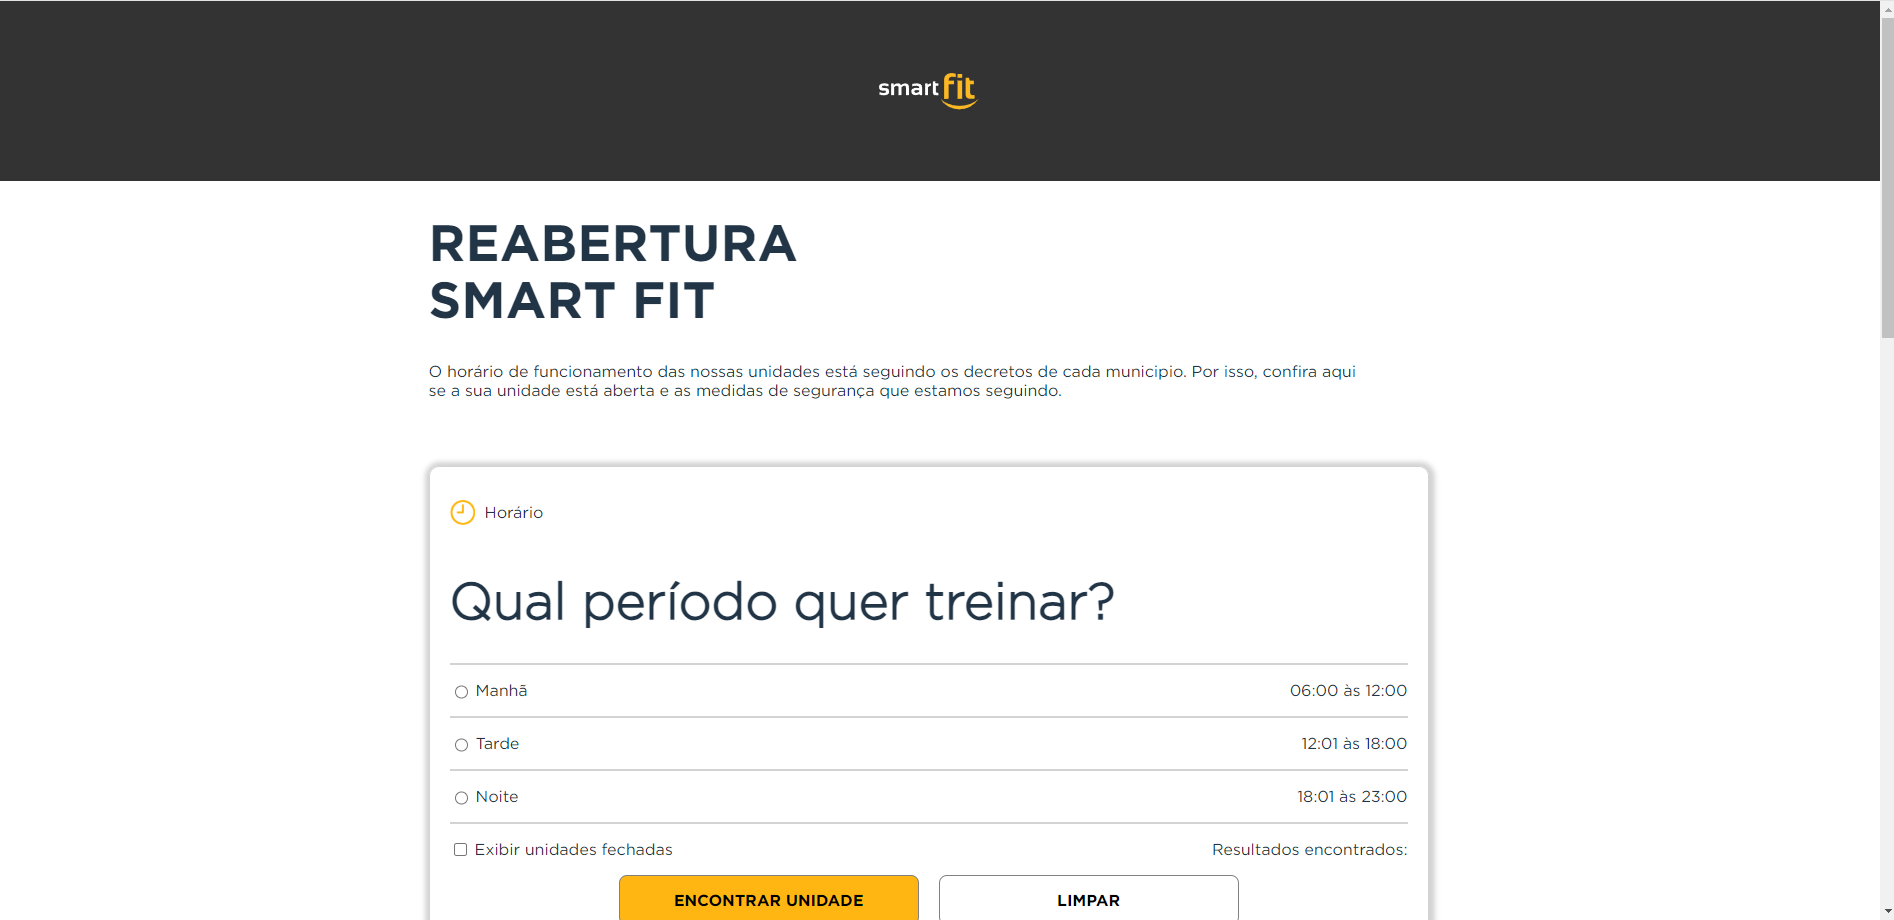 smart fit
REABERTURA
SMART FIT
O horário de funcionamento das nossas unidades está seguindo os decretos de cada municipio. Por isso, confira aqui
se a sua unidade está aberta e as medidas de segurança que estamos seguindo.
Horário
Qual período quer treinar?
Manhã 06:00 às 12:00
Tarde 12:01 às 18:00
Noite 18:01 às 23:00
Exibir unidades fechadas Resultados encontrados:
ENCONTRAR UNIDADE LIMPAR